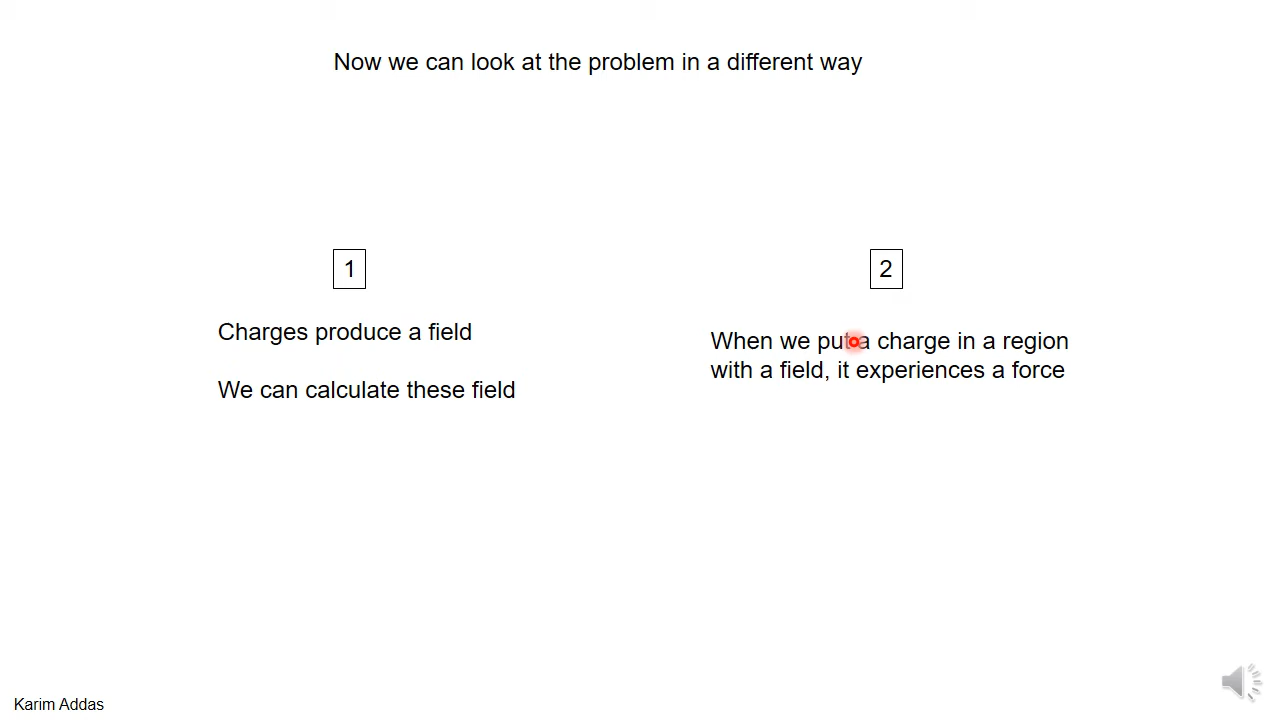 Now we can look at the problem in a different way
1
Charges produce a field
We can calculate these field
2
When we put a charge in a region
with a field, it experiences a force
Karim Addas